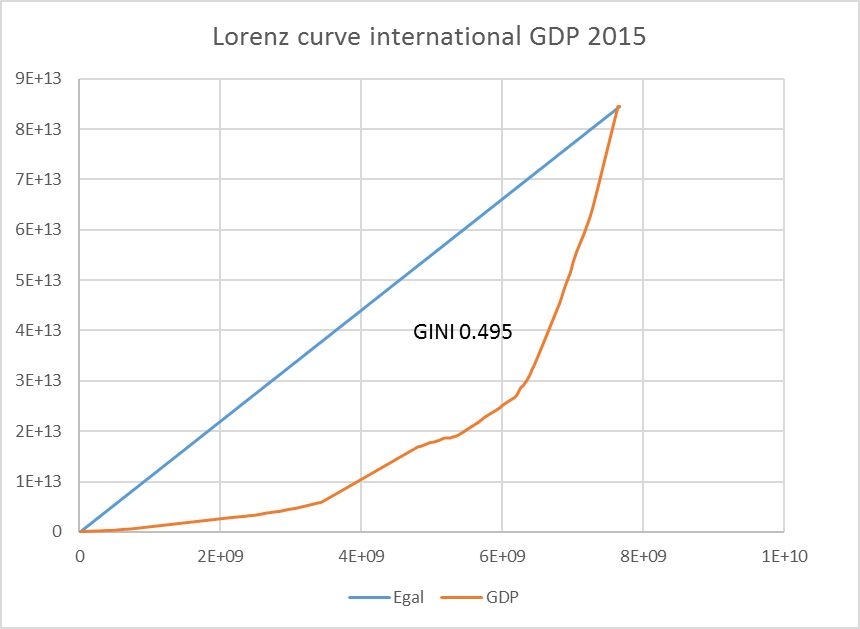 Lorenz curve international GDP 2015
9E+13
8E+13
7E+13
6E+13
5E+13
4E+13
3E+13
2E+13
1E+13
0
GINI 0.495
0 2E+09 4E+09 6E+09 8E+09 1E+10
Egal GDP